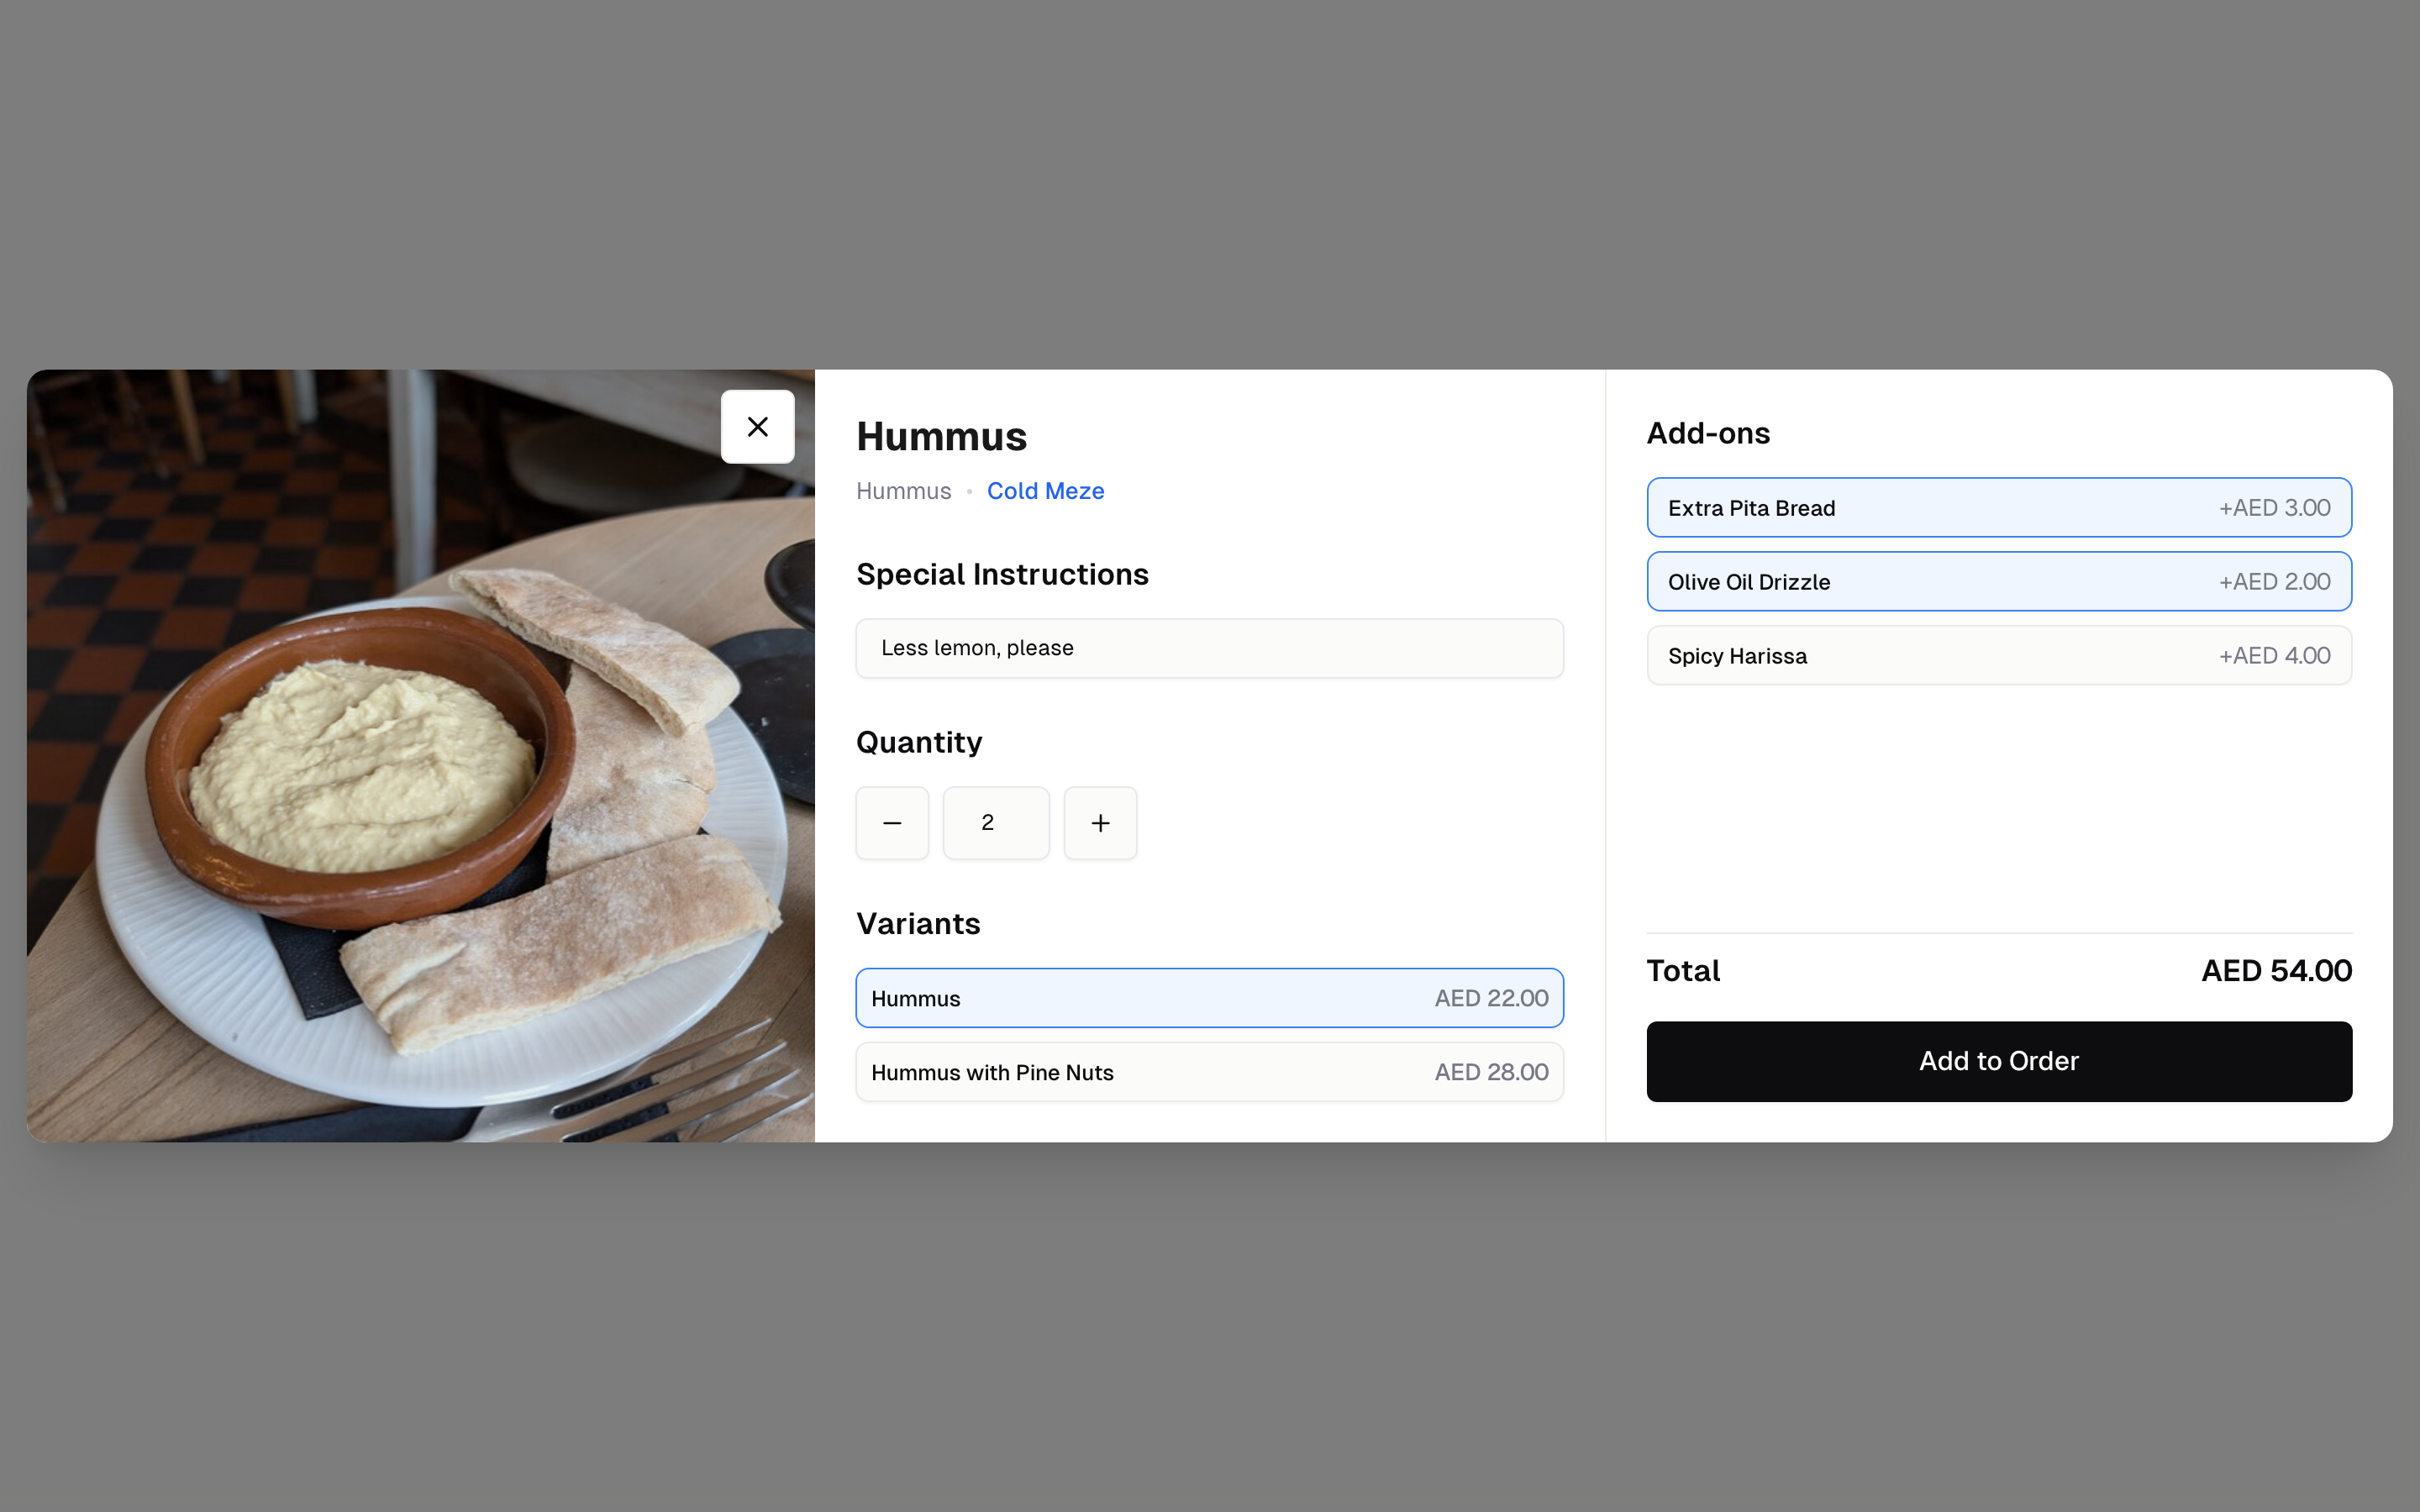 Hummus
Hummus • Cold Meze
Special Instructions
Less lemon, please
Quantity
2
Variants
Hummus AED 22.00
Hummus with Pine Nuts AED 28.00
Add-ons
Extra Pita Bread +AED 3.00
Olive Oil Drizzle +AED 2.00
Spicy Harissa +AED 4.00
Total AED 54.00
Add to Order